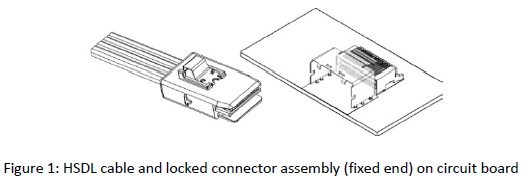 Figure 1: HSDL cable and locked connector assembly (fixed end) on circuit board